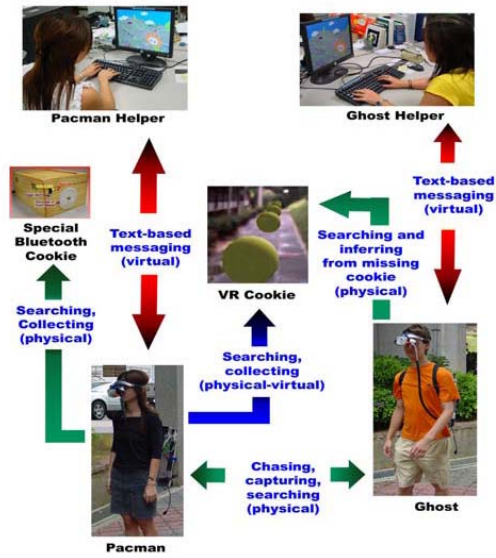 Pacman Helper
Ghost Helper
Special
Bluetooth
Cookie
Text-based
messaging
(virtual)
VR Cookie
Searching and
inferring
from missing
cookie
(physical)
Text-based
messaging
(virtual)
Searching,
Collecting
(physical)
Searching,
collecting
(physical-virtual)
Chasing,
capturing,
searching
(physical)
Pacman
Ghost